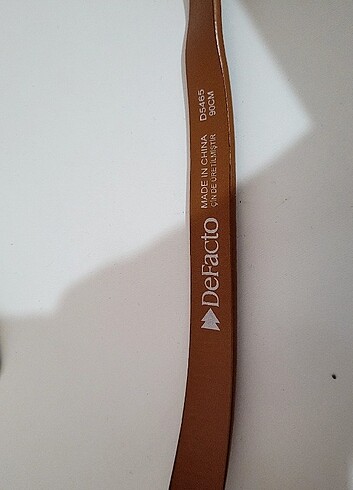 DeFacto
MADE IN CHINA
ÇİN DE ÜRETİLMİŞTİR
D5465
90CM